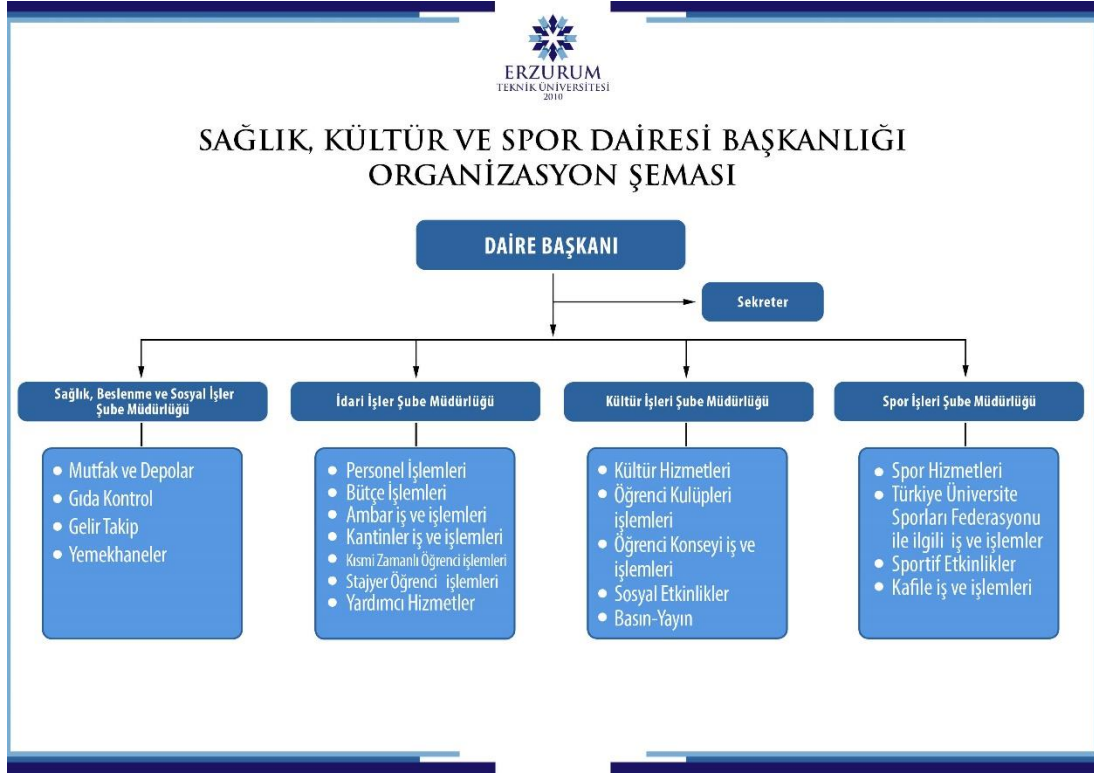 ERZURUM
TEKNİK ÜNİVERSİTESİ
2010
SAĞLIK, KÜLTÜR VE SPOR DAİRESİ BAŞKANLIĞI
ORGANİZASYON ŞEMASI
DAİRE BAŞKANI
Sekreter
Sağlık, Beslenme ve Sosyal İşler
Şube Müdürlüğü
Mutfak ve Depolar
Gıda Kontrol
Gelir Takip
Yemekhaneler
İdari İşler Şube Müdürlüğü
Personel İşlemleri
Bütçe İşlemleri
Ambar iş ve işlemleri
Kantinler iş ve işlemleri
Kısmi Zamanlı Öğrenci işlemleri
Stajyer Öğrenci işlemleri
Yardımcı Hizmetler
Kültür İşleri Şube Müdürlüğü
Kültür Hizmetleri
Öğrenci Kulüpleri
işlemleri
Öğrenci Konseyi iş ve
işlemleri
Sosyal Etkinlikler
Basın-Yayın
Spor İşleri Şube Müdürlüğü
Spor Hizmetleri
Türkiye Üniversite
Sporları Federasyonu
ile ilgili iş ve işlemler
Sportif Etkinlikler
Kafile iş ve işlemleri